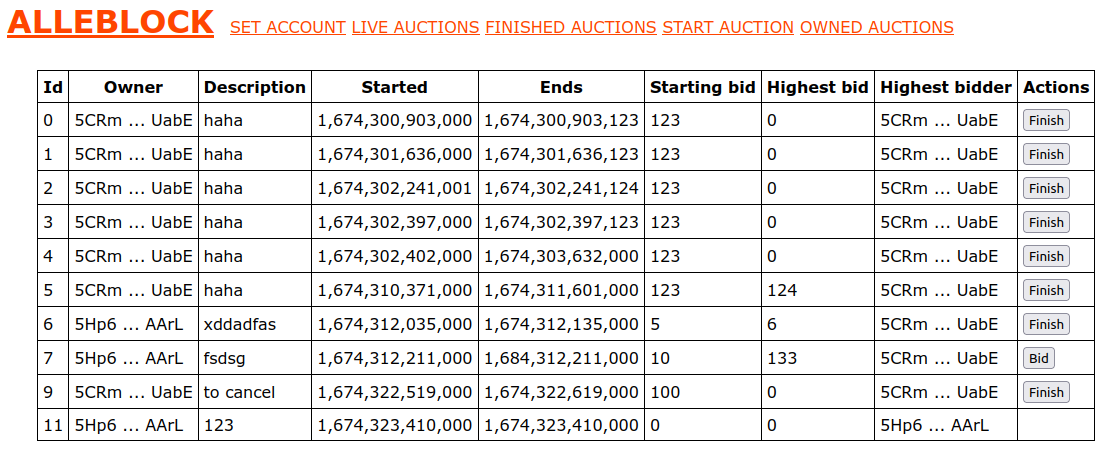 ALLEBLOCK SET ACCOUNT LIVE AUCTIONS FINISHED AUCTIONS START AUCTION OWNED AUCTIONS
Id Owner Description Started Ends Starting bid Highest bid Highest bidder Actions
0 5CRm ... UabE haha 1,674,300,903,000 1,674,300,903,123 123 0 5CRm ... UabE Finish
1 5CRm ... UabE haha 1,674,301,636,000 1,674,301,636,123 123 0 5CRm ... UabE Finish
2 5CRm ... UabE haha 1,674,302,241,001 1,674,302,241,124 123 0 5CRm ... UabE Finish
3 5CRm ... UabE haha 1,674,302,397,000 1,674,302,397,123 123 0 5CRm ... UabE Finish
4 5CRm ... UabE haha 1,674,302,402,000 1,674,303,632,000 123 0 5CRm ... UabE Finish
5 5CRm ... UabE haha 1,674,310,371,000 1,674,311,601,000 123 124 5CRm ... UabE Finish
6 5Hp6 ... AArL xddadfas 1,674,312,035,000 1,674,312,135,000 5 6 5CRm ... UabE Finish
7 5Hp6 ... AArL fsdsg 1,674,312,211,000 1,684,312,211,000 10 133 5CRm ... UabE Bid
9 5CRm ... UabE to cancel 1,674,322,519,000 1,674,322,619,000 100 0 5CRm ... UabE Finish
11 5Hp6 ... AArL 123 1,674,323,410,000 1,674,323,410,000 0 0 5Hp6 ... AArL